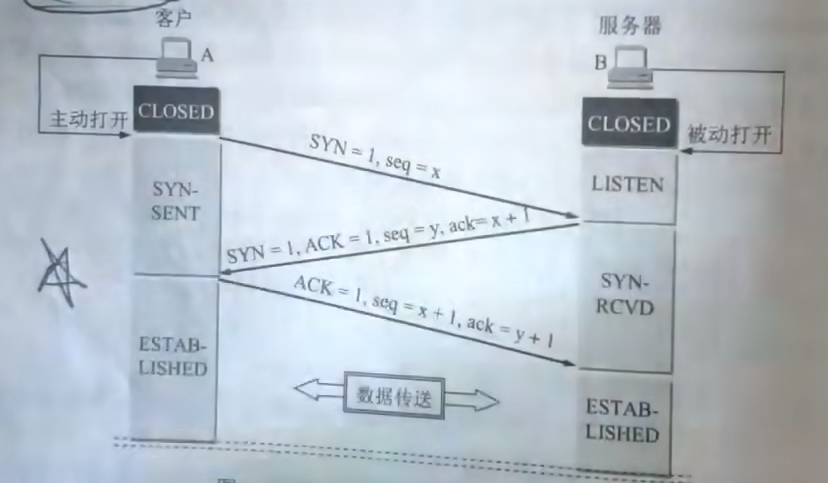 客户
服务器
A
B
CLOSED
CLOSED
主动打开
被动打开
SYN = 1, seq = x
SYN-
SENT
LISTEN
SYN = 1, ACK = 1, seq = y, ack= x + 1
SYN-
RCVD
ACK = 1, seq = x + 1, ack = y + 1
ESTAB-
LISHED
数据传送
ESTAB-
LISHED